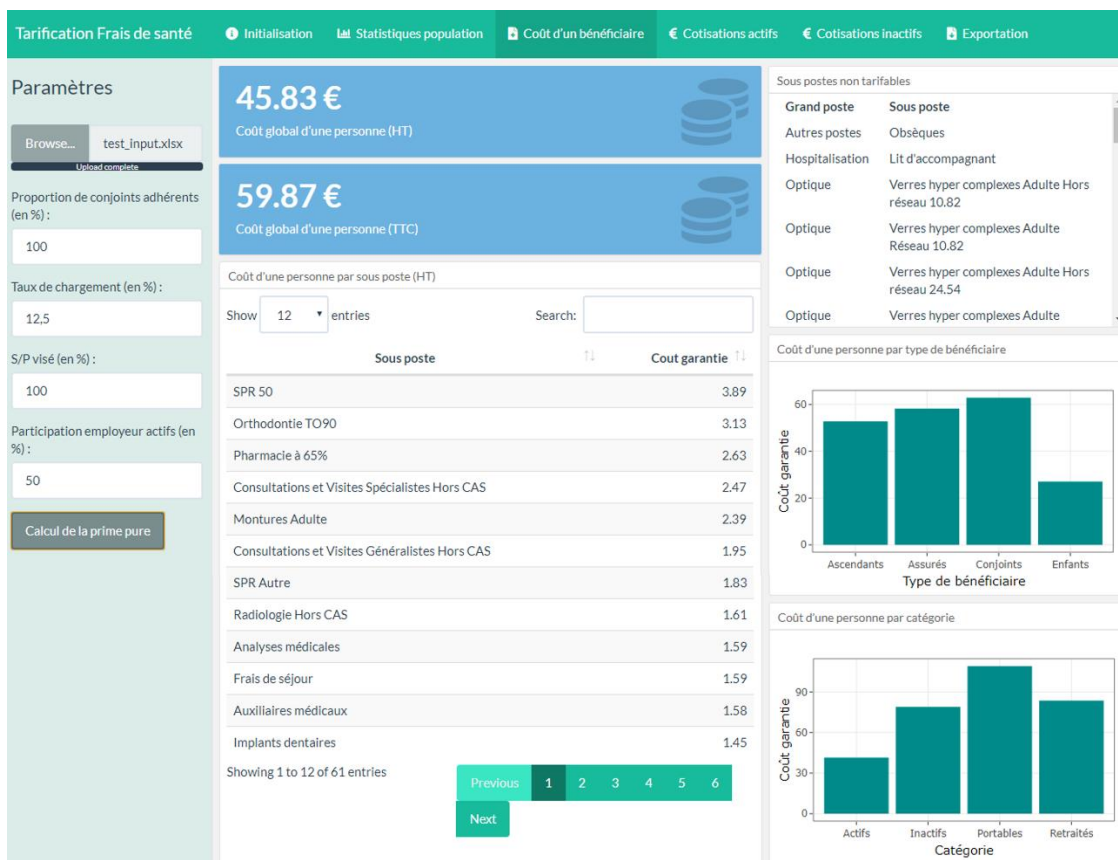 Tarification Frais de santé
Initialisation
Statistiques population
Coût d'un bénéficiaire
€ Cotisations actifs
€ Cotisations inactifs
Exportation
Paramètres
Browse... test_input.xlsx
Upload complete
Proportion de conjoints adhérents
(en %) :
100
Taux de chargement (en %) :
12,5
S/P visé (en %) :
100
Participation employeur actifs (en
%) :
50
Calcul de la prime pure
45.83 €
Coût global d'une personne (HT)
59.87 €
Coût global d'une personne (TTC)
Coût d'une personne par sous poste (HT)
Show 12 entries Search:
Sous poste Cout garantie
SPR 50 3.89
Orthodontie TO90 3.13
Pharmacie à 65% 2.63
Consultations et Visites Spécialistes Hors CAS 2.47
Montures Adulte 2.39
Consultations et Visites Généralistes Hors CAS 1.95
SPR Autre 1.83
Radiologie Hors CAS 1.61
Analyses médicales 1.59
Frais de séjour 1.59
Auxiliaires médicaux 1.58
Implants dentaires 1.45
Showing 1 to 12 of 61 entries
Previous 1 2 3 4 5 6
Next
Sous postes non tarifables
Grand poste Sous poste
Autres postes Obsèques
Hospitalisation Lit d'accompagnant
Optique Verres hyper complexes Adulte Hors
réseau 10.82
Optique Verres hyper complexes Adulte
Réseau 10.82
Optique Verres hyper complexes Adulte Hors
réseau 24.54
Optique Verres hyper complexes Adulte
Coût d'une personne par type de bénéficiaire
60
40
20
0
Coût garantie
Ascendants Assurés Conjoints Enfants
Type de bénéficiaire
Coût d'une personne par catégorie
90
60
30
0
Coût garantie
Actifs Inactifs Portables Retraités
Catégorie